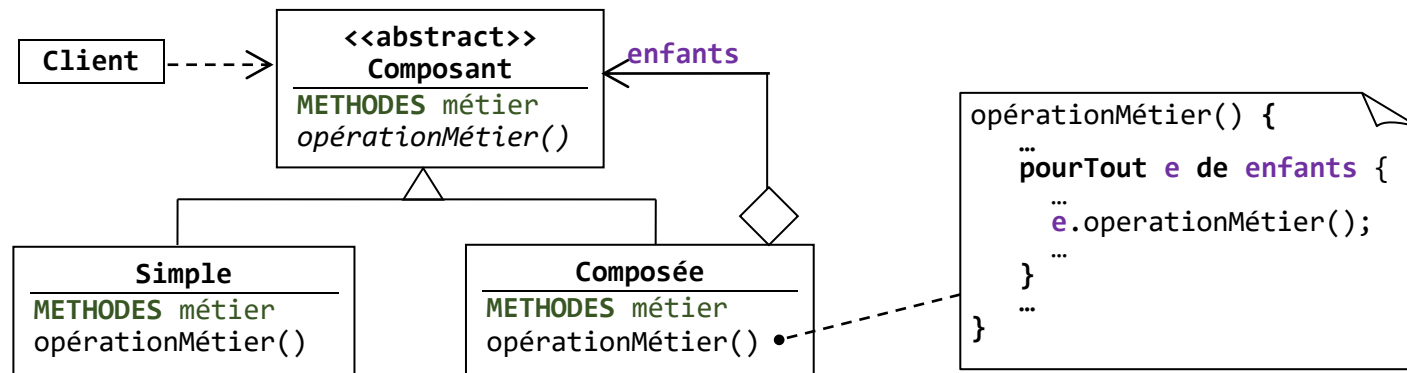 Client
<<abstract>>
Composant
METHODES métier
opérationMétier()
enfants
Simple
METHODES métier
opérationMétier()
Composée
METHODES métier
opérationMétier()
opérationMétier() {
…
pourTout e de enfants {
…
e.operationMétier();
…
}
…
}